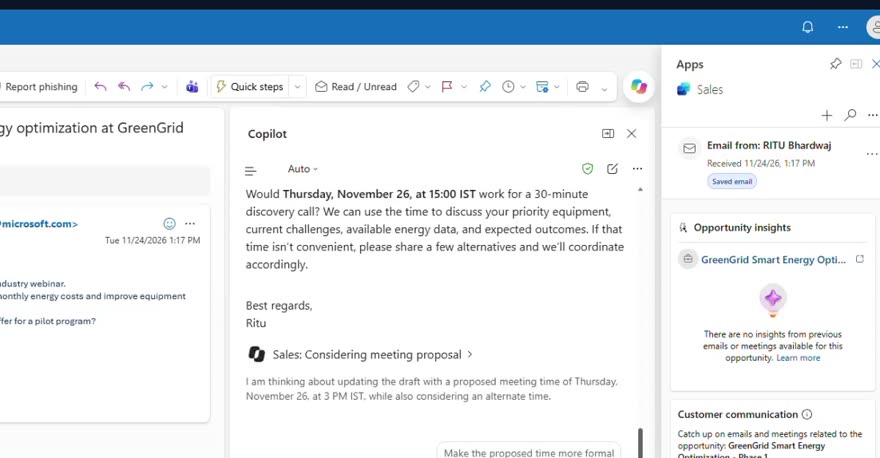 Report phishing
Quick steps
Read / Unread
gy optimization at GreenGrid
@microsoft.com>
Tue 11/24/2026 1:17 PM
dustry webinar.
monthly energy costs and improve equipment
ffer for a pilot program?
Copilot
Auto
Would Thursday, November 26, at 15:00 IST work for a 30-minute
discovery call? We can use the time to discuss your priority equipment,
current challenges, available energy data, and expected outcomes. If that
time isn't convenient, please share a few alternatives and we'll coordinate
accordingly.
Best regards,
Ritu
Sales: Considering meeting proposal
I am thinking about updating the draft with a proposed meeting time of Thursday,
November 26, at 3 PM IST, while also considering an alternate time.
Make the proposed time more formal
Apps
Sales
Email from: RITU Bhardwaj
Received 11/24/26, 1:17 PM
Saved email
Opportunity insights
GreenGrid Smart Energy Opti...
There are no insights from previous
emails or meetings available for this
opportunity. Learn more
Customer communication
Catch up on emails and meetings related to the
opportunity: GreenGrid Smart Energy
Optimization - Phase 1